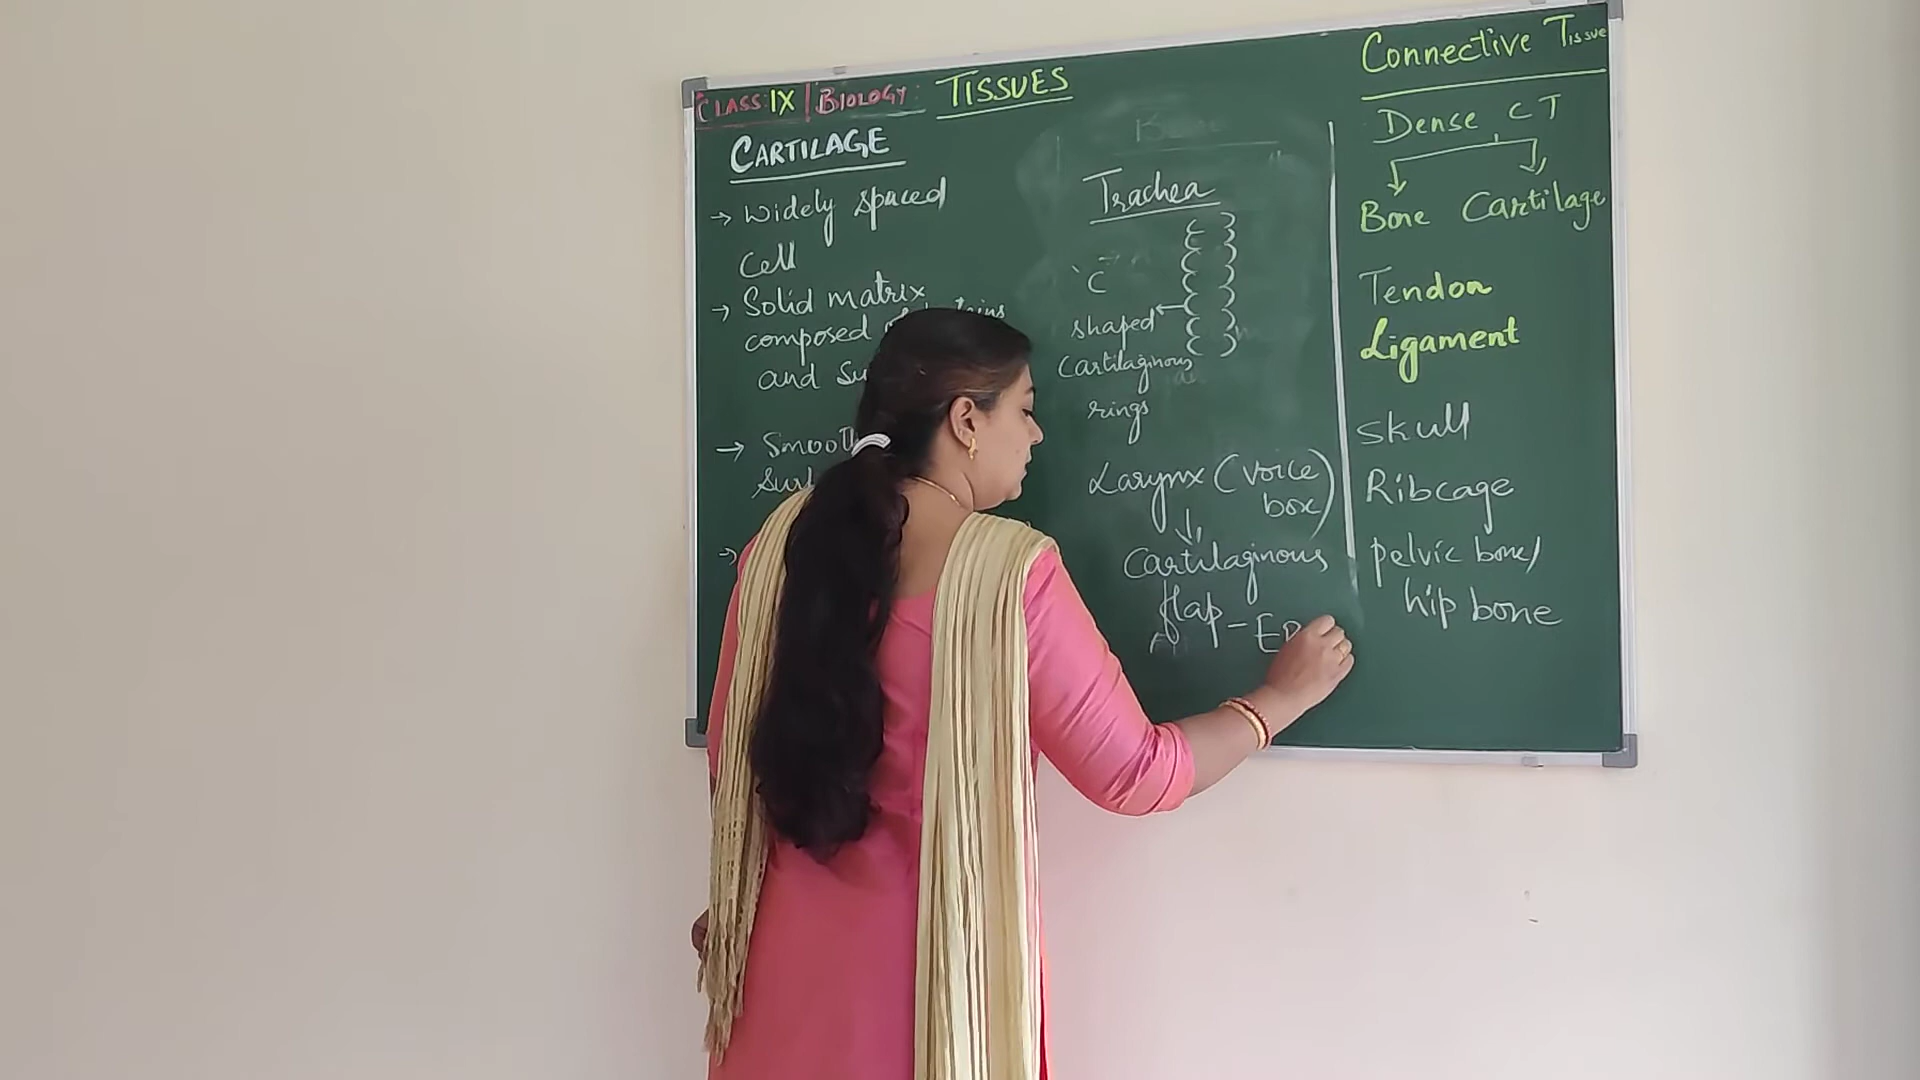 CLASS: IX | BIOLOGY: TISSUES
CARTILAGE
→ Widely spaced
Cell
→ Solid matrix
composed
and
→
→
Trachea
'C'
shaped
Cartilaginous
rings
Larynx (voice
box)
Cartilaginous
flap - EP
Connective Tissue
Dense CT
Bone Cartilage
Tendon
Ligament
Skull
Ribcage
pelvic bone/
hip bone